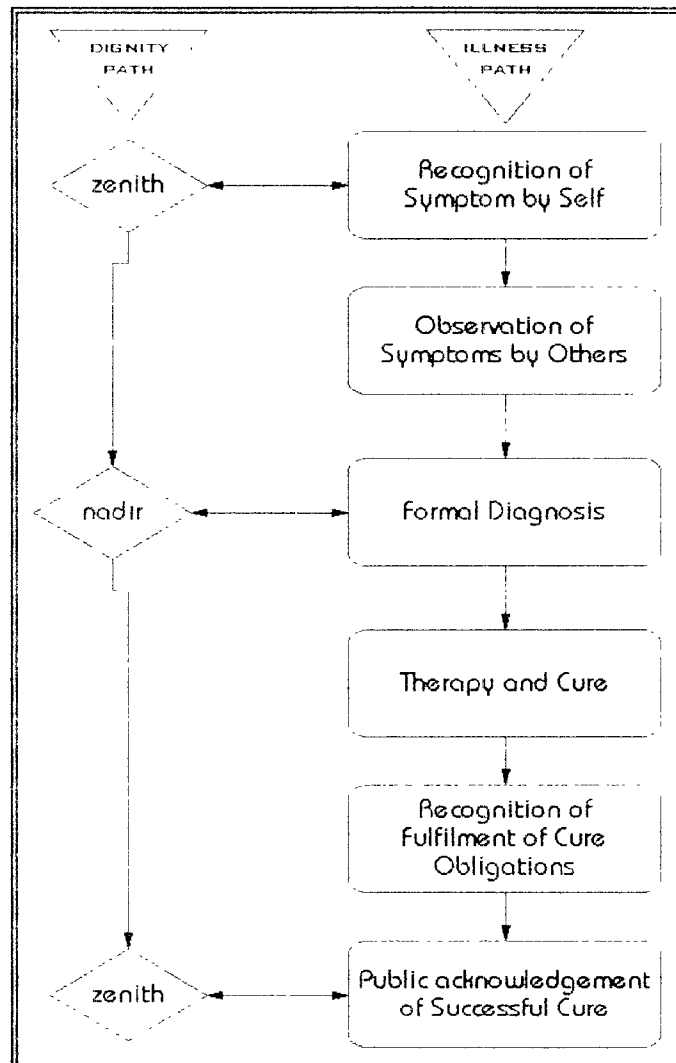 DIGNITY
PATH
ILLNESS
PATH
zenith
Recognition of
Symptom by Self
Observation of
Symptoms by Others
nadir
Formal Diagnosis
Therapy and Cure
Recognition of
Fulfilment of Cure
Obligations
zenith
Public acknowledgement
of Successful Cure